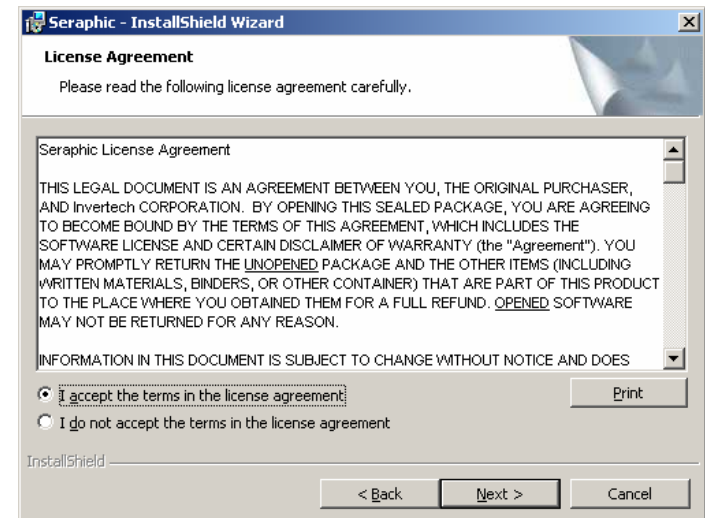 Seraphic - InstallShield Wizard
License Agreement
Please read the following license agreement carefully.
Seraphic License Agreement
THIS LEGAL DOCUMENT IS AN AGREEMENT BETWEEN YOU, THE ORIGINAL PURCHASER,
AND Invertech CORPORATION.  BY OPENING THIS SEALED PACKAGE, YOU ARE AGREEING
TO BECOME BOUND BY THE TERMS OF THIS AGREEMENT, WHICH INCLUDES THE
SOFTWARE LICENSE AND CERTAIN DISCLAIMER OF WARRANTY (the "Agreement").  YOU
MAY PROMPTLY RETURN THE UNOPENED PACKAGE AND THE OTHER ITEMS (INCLUDING
WRITTEN MATERIALS, BINDERS, OR OTHER CONTAINER) THAT ARE PART OF THIS PRODUCT
TO THE PLACE WHERE YOU OBTAINED THEM FOR A FULL REFUND.  OPENED SOFTWARE
MAY NOT BE RETURNED FOR ANY REASON.
INFORMATION IN THIS DOCUMENT IS SUBJECT TO CHANGE WITHOUT NOTICE AND DOES
I accept the terms in the license agreement
Print
I do not accept the terms in the license agreement
InstallShield
< Back
Next >
Cancel